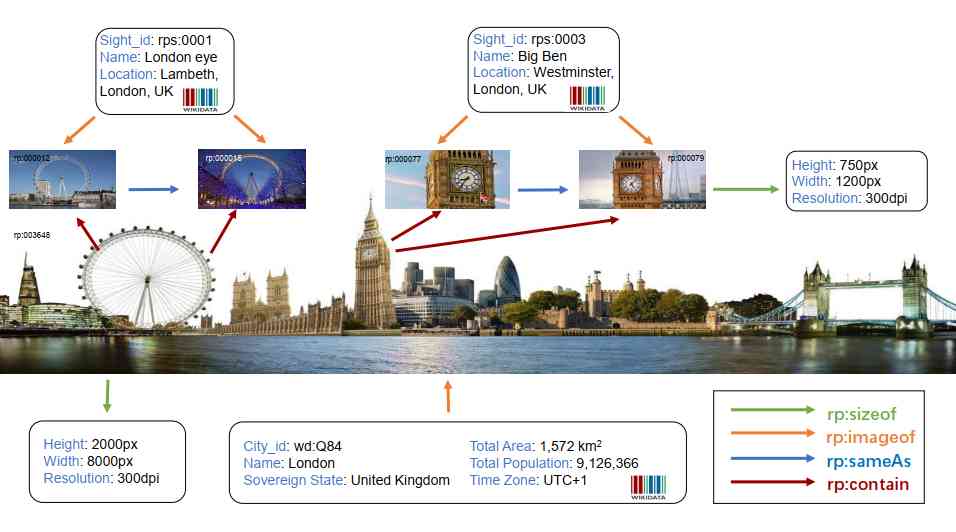 Sight_id: rps:0001
Name: London eye
Location: Lambeth,
London, UK
WIKIDATA
Sight_id: rps:0003
Name: Big Ben
Location: Westminster,
London, UK
WIKIDATA
rp:000012
rp:000015
rp:000077
rp:000079
Height: 750px
Width: 1200px
Resolution: 300dpi
rp:003648
Height: 2000px
Width: 8000px
Resolution: 300dpi
City_id: wd:Q84
Name: London
Sovereign State: United Kingdom
Total Area: 1,572 km²
Total Population: 9,126,366
Time Zone: UTC+1
WIKIDATA
rp:sizeof
rp:imageof
rp:sameAs
rp:contain